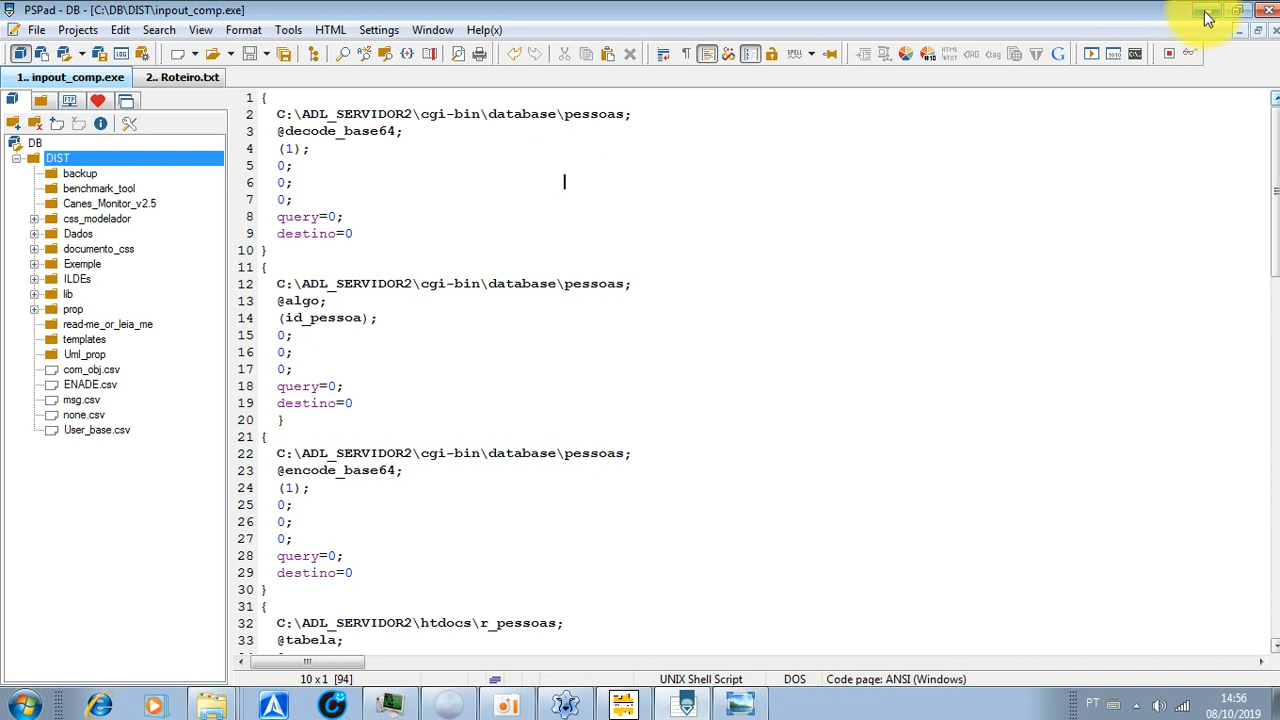 PSPad - DB - [C:\DB\DIST\inpout_comp.exe]
File Projects Edit Search View Format Tools HTML Settings Window Help(x)
1.. inpout_comp.exe 2.. Roteiro.txt
DB
DIST
backup
benchmark_tool
Canes_Monitor_v2.5
css_modelador
Dados
documento_css
Exemple
ILDEs
lib
prop
read-me_or_leia_me
templates
Uml_prop
com_obj.csv
ENADE.csv
msg.csv
none.csv
User_base.csv
1 {
2 C:\ADL_SERVIDOR2\cgi-bin\database\pessoas;
3 @decode_base64;
4 (1);
5 0;
6 0;
7 0;
8 query=0;
9 destino=0
10 }
11 {
12 C:\ADL_SERVIDOR2\cgi-bin\database\pessoas;
13 @algo;
14 (id_pessoa);
15 0;
16 0;
17 0;
18 query=0;
19 destino=0
20 }
21 {
22 C:\ADL_SERVIDOR2\cgi-bin\database\pessoas;
23 @encode_base64;
24 (1);
25 0;
26 0;
27 0;
28 query=0;
29 destino=0
30 }
31 {
32 C:\ADL_SERVIDOR2\htdocs\r_pessoas;
33 @tabela;
10 x 1 [94] UNIX Shell Script DOS Code page: ANSI (Windows)
PT 14:56
08/10/2019